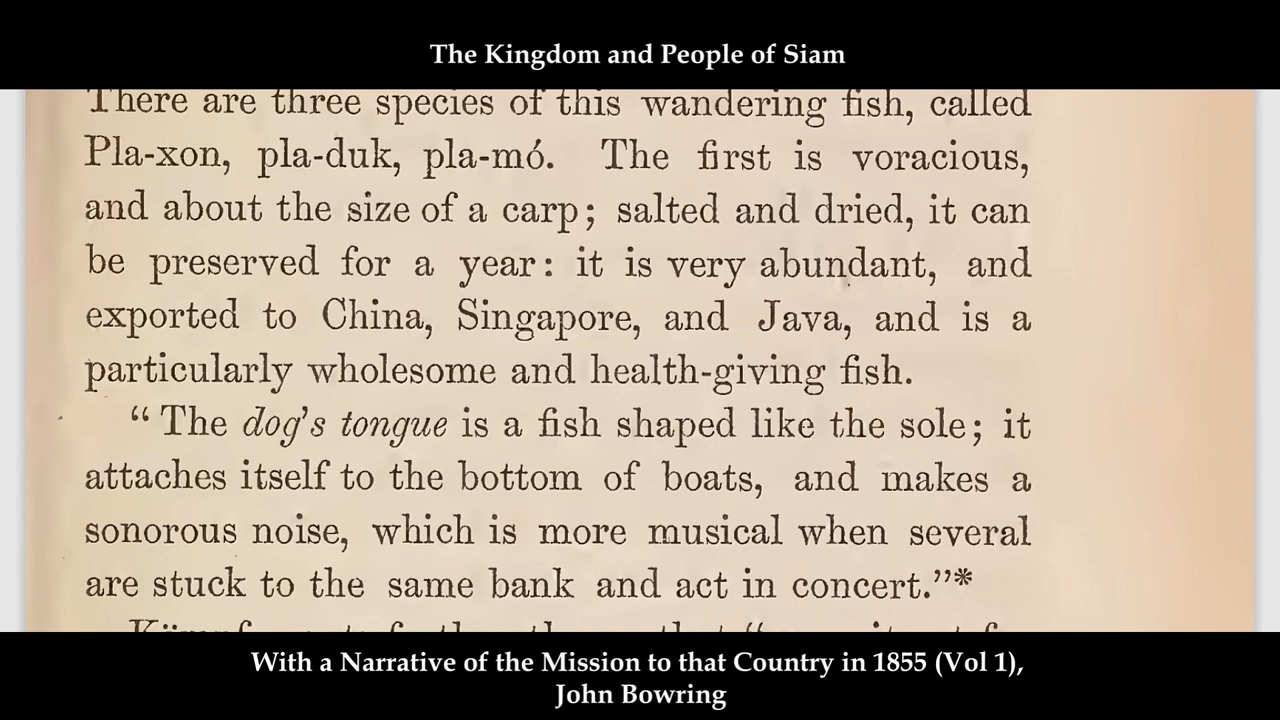 The Kingdom and People of Siam
There are three species of this wandering fish, called
Pla-xon, pla-duk, pla-mó. The first is voracious,
and about the size of a carp; salted and dried, it can
be preserved for a year: it is very abundant, and
exported to China, Singapore, and Java, and is a
particularly wholesome and health-giving fish.
“ The dog’s tongue is a fish shaped like the sole; it
attaches itself to the bottom of boats, and makes a
sonorous noise, which is more musical when several
are stuck to the same bank and act in concert.”*
With a Narrative of the Mission to that Country in 1855 (Vol 1),
John Bowring